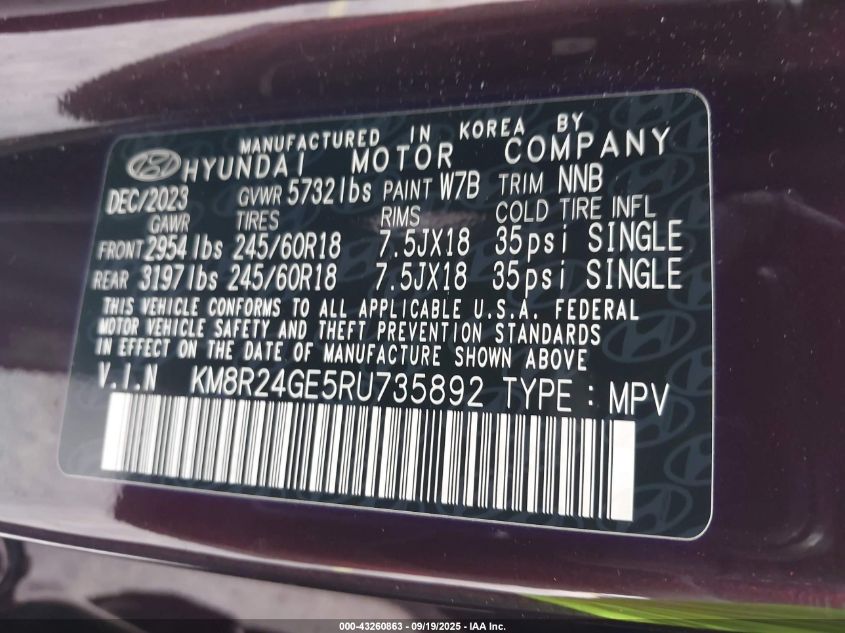 MANUFACTURED IN KOREA BY
HYUNDAI MOTOR COMPANY
DEC/2023 GVWR 5732lbs PAINT W7B TRIM NNB
GAWR TIRES RIMS COLD TIRE INFL
FRONT 2954lbs 245/60R18 7.5JX18 35psi SINGLE
REAR 3197lbs 245/60R18 7.5JX18 35psi SINGLE
THIS VEHICLE CONFORMS TO ALL APPLICABLE U.S.A. FEDERAL
MOTOR VEHICLE SAFETY AND THEFT PREVENTION STANDARDS
IN EFFECT ON THE DATE OF MANUFACTURE SHOWN ABOVE
V.I.N KM8R24GE5RU735892 TYPE : MPV
000-43260863 - 09/19/2025 - IAA Inc.